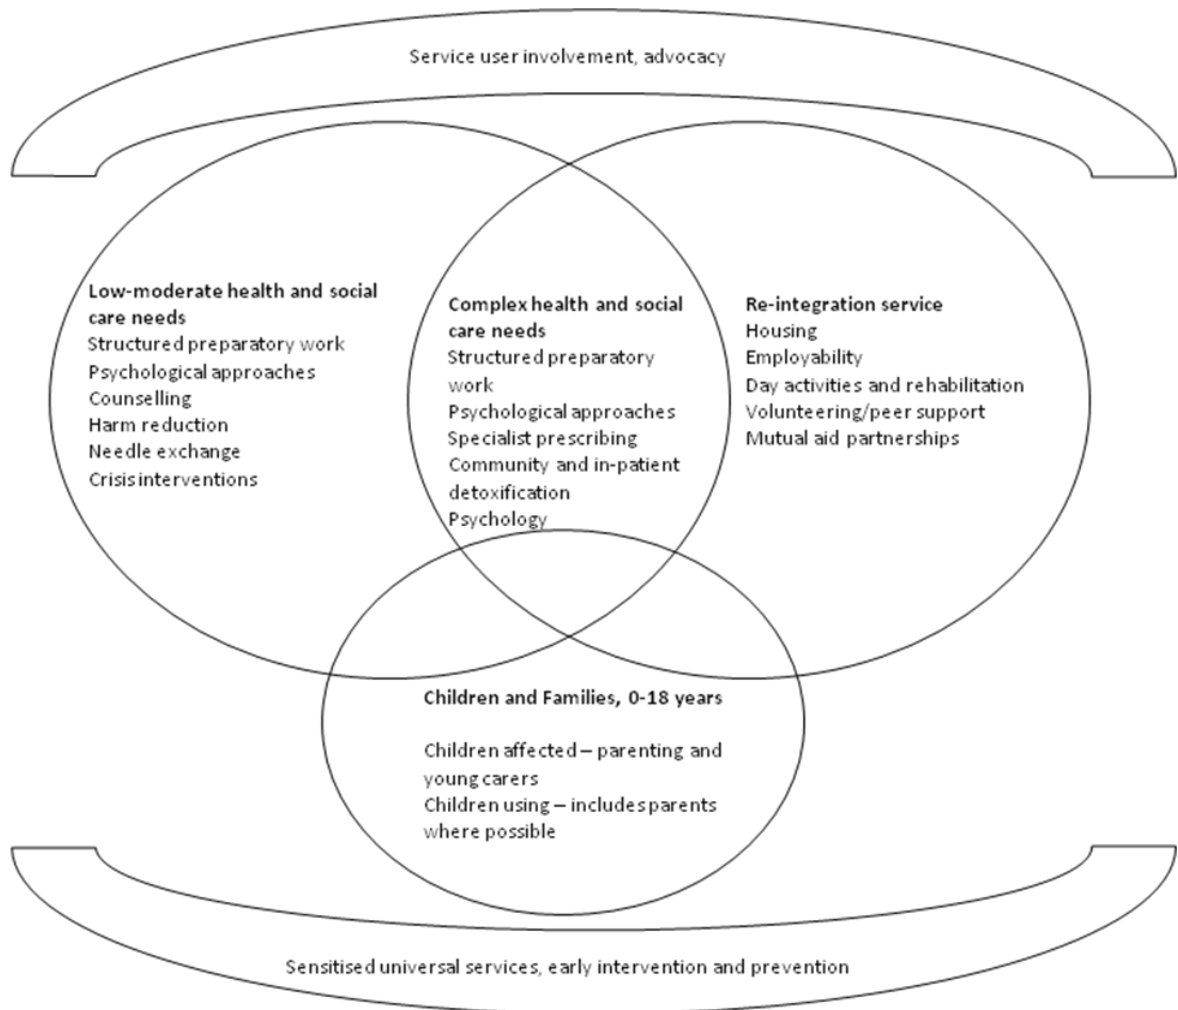 Service user involvement, advocacy
Low-moderate health and social
care needs
Structured preparatory work
Psychological approaches
Counselling
Harm reduction
Needle exchange
Crisis interventions
Complex health and social
care needs
Structured preparatory
work
Psychological approaches
Specialist prescribing
Community and in-patient
detoxification
Psychology
Re-integration service
Housing
Employability
Day activities and rehabilitation
Volunteering/peer support
Mutual aid partnerships
Children and Families, 0-18 years
Children affected – parenting and
young carers
Children using – includes parents
where possible
Sensitised universal services, early intervention and prevention